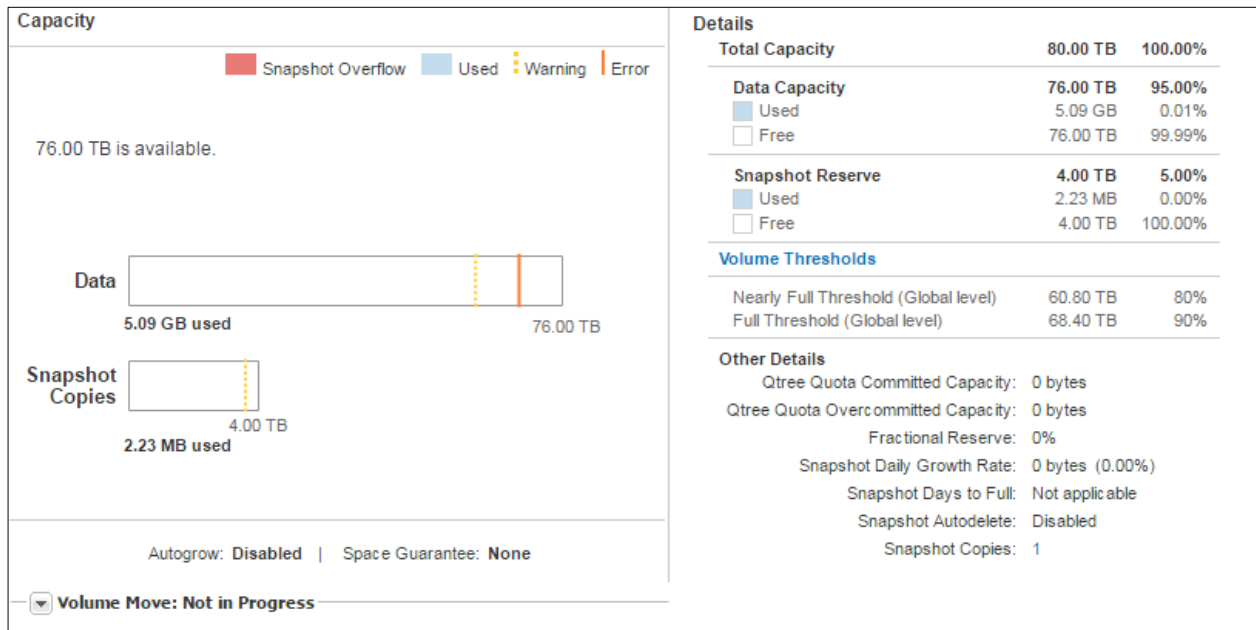 Capacity
Snapshot Overflow Used Warning Error
76.00 TB is available.
Data
5.09 GB used 76.00 TB
Snapshot
Copies
4.00 TB
2.23 MB used
Autogrow: Disabled | Space Guarantee: None
Volume Move: Not in Progress
Details
Total Capacity 80.00 TB 100.00%
Data Capacity 76.00 TB 95.00%
Used 5.09 GB 0.01%
Free 76.00 TB 99.99%
Snapshot Reserve 4.00 TB 5.00%
Used 2.23 MB 0.00%
Free 4.00 TB 100.00%
Volume Thresholds
Nearly Full Threshold (Global level) 60.80 TB 80%
Full Threshold (Global level) 68.40 TB 90%
Other Details
Qtree Quota Committed Capacity: 0 bytes
Qtree Quota Overcommitted Capacity: 0 bytes
Fractional Reserve: 0%
Snapshot Daily Growth Rate: 0 bytes (0.00%)
Snapshot Days to Full: Not applicable
Snapshot Autodelete: Disabled
Snapshot Copies: 1